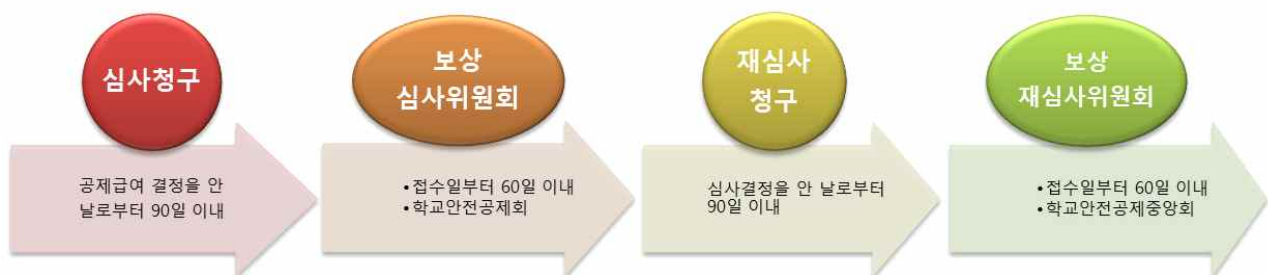 심사청구
공제급여 결정을 안
날로부터 90일 이내
보상
심사위원회
•접수일부터 60일 이내
•학교안전공제회
재심사
청구
심사결정을 안 날로부터
90일 이내
보상
재심사위원회
•접수일부터 60일 이내
•학교안전공제중앙회